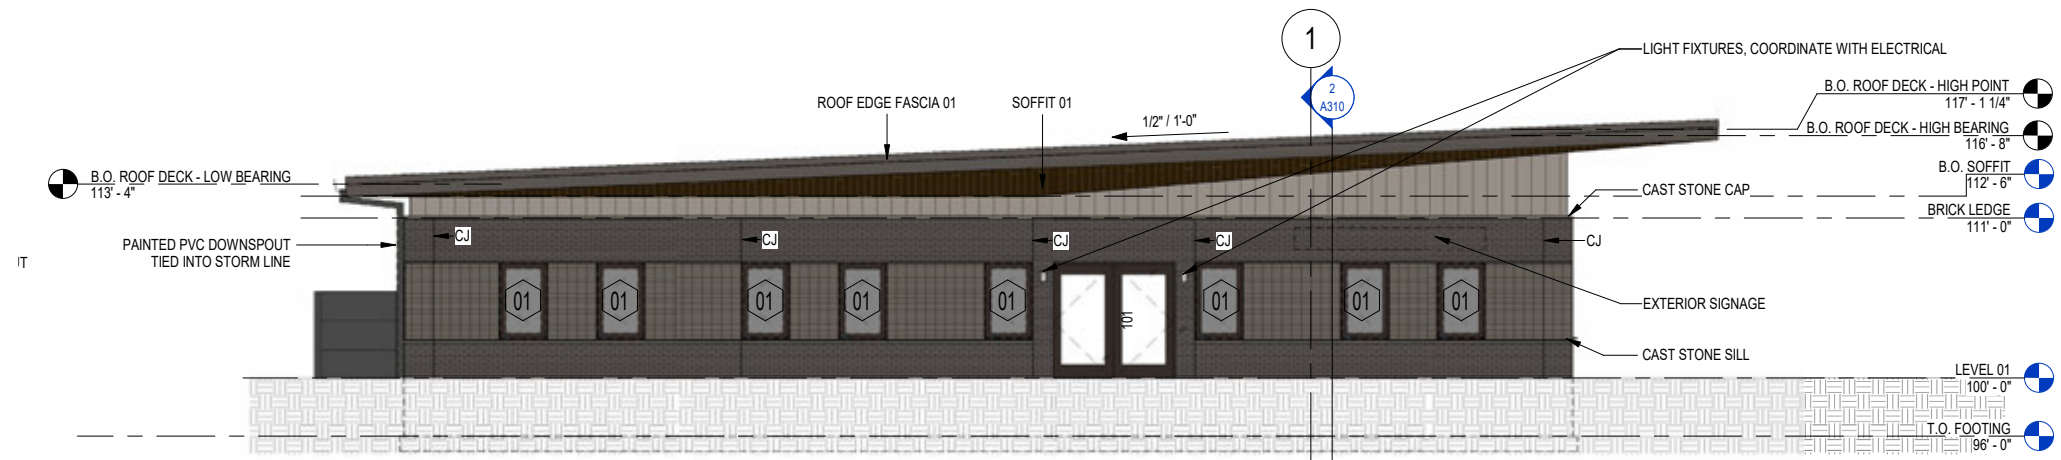 1
LIGHT FIXTURES, COORDINATE WITH ELECTRICAL
2
A310
B.O. ROOF DECK - HIGH POINT
117' - 1 1/4"
ROOF EDGE FASCIA 01
SOFFIT 01
1/2" / 1'-0"
B.O. ROOF DECK - HIGH BEARING
116' - 8"
B.O. SOFFIT
112' - 6"
B.O. ROOF DECK - LOW BEARING
113' - 4"
CAST STONE CAP
BRICK LEDGE
111' - 0"
CJ
CJ
CJ
CJ
CJ
PAINTED PVC DOWNSPOUT
TIED INTO STORM LINE
IT
01
01
01
01
01
101
01
01
01
EXTERIOR SIGNAGE
CAST STONE SILL
LEVEL 01
100' - 0"
T.O. FOOTING
96' - 0"